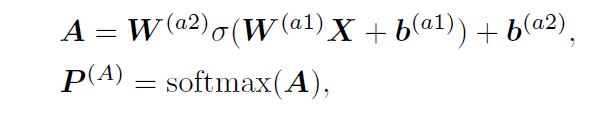 A = W^(a2)σ(W^(a1)X + b^(a1)) + b^(a2),
P^(A) = softmax(A),